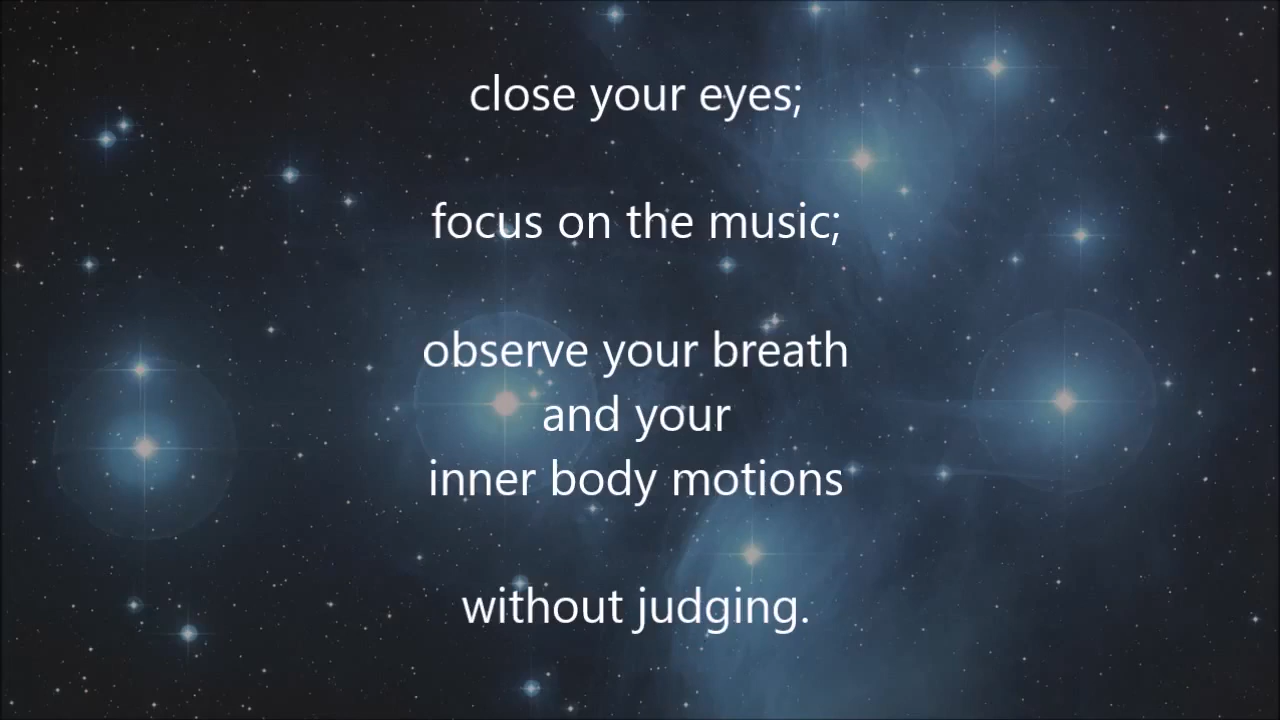 close your eyes;
focus on the music;
observe your breath
and your
inner body motions
without judging.